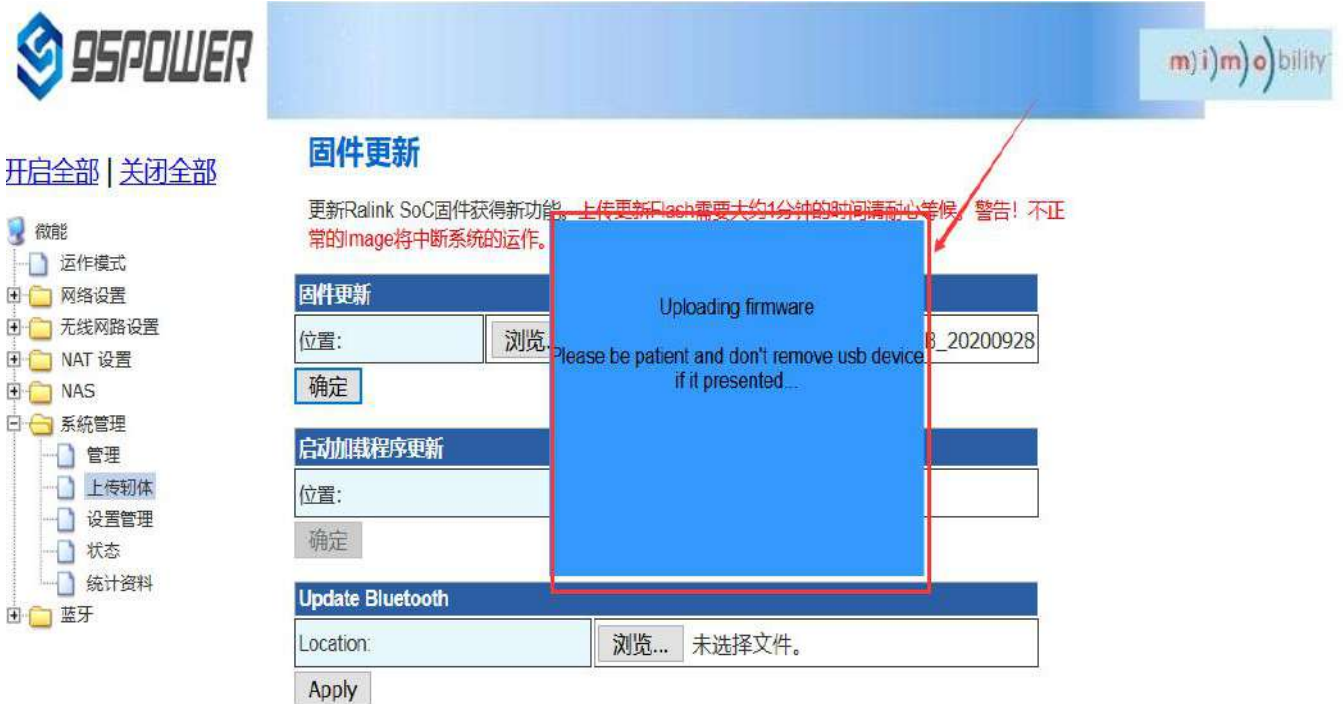 95POWER
m)i)m)o)bility
开启全部 | 关闭全部
微能
运作模式
网络设置
无线网路设置
NAT 设置
NAS
系统管理
管理
上传轫体
设置管理
状态
统计资料
蓝牙
固件更新
更新Ralink SoC固件获得新功能。上传更新Flash需要大约1分钟的时间请耐心等候。警告！不正
常的Image将中断系统的运作。
固件更新
位置: 浏览 _20200928
确定
Uploading firmware
Please be patient and don't remove usb device
if it presented...
启动加载程序更新
位置:
确定
Update Bluetooth
Location: 浏览... 未选择文件。
Apply